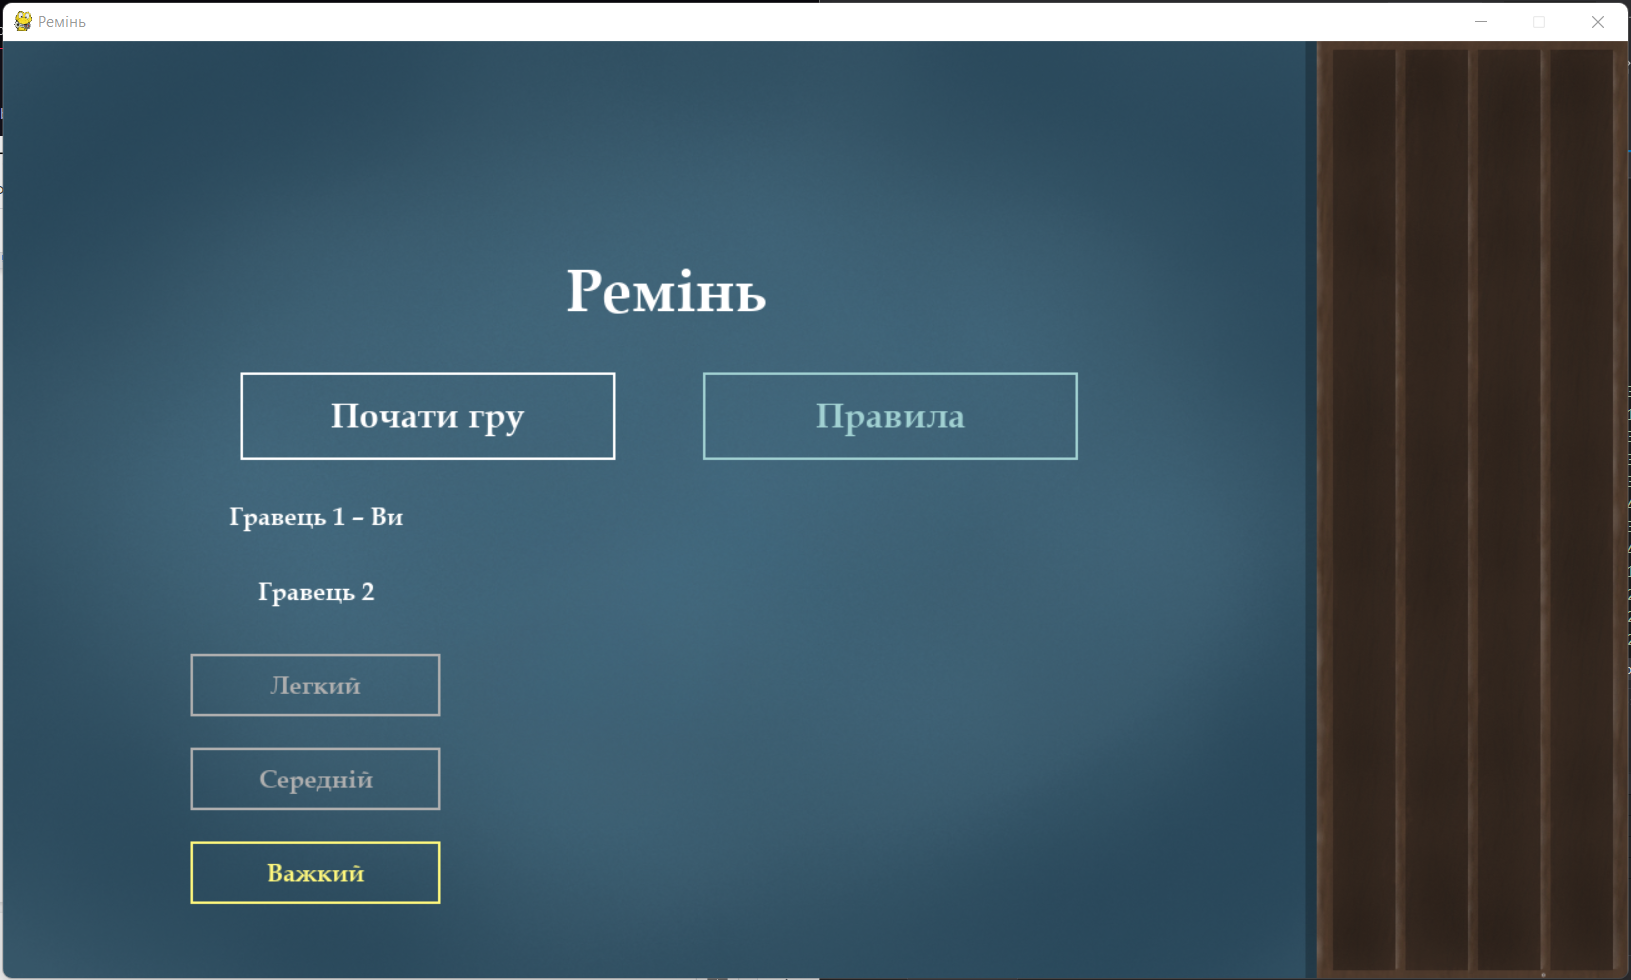 Ремінь
Ремінь
Почати гру
Правила
Гравець 1 – Ви
Гравець 2
Легкий
Середній
Важкий